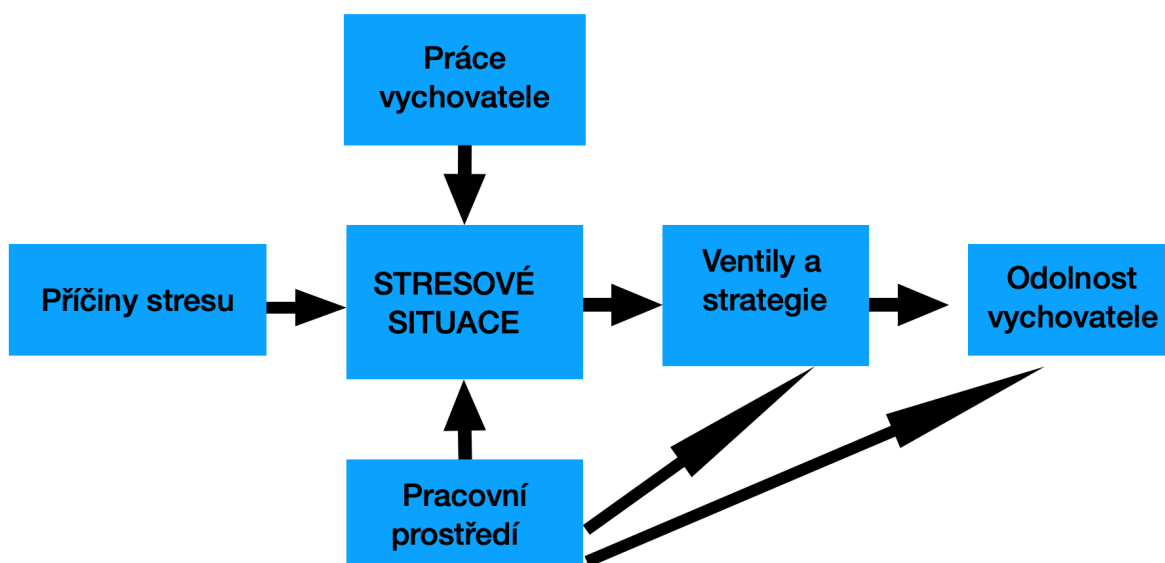 Práce
vychovatele
Příčiny stresu
STRESOVÉ
SITUACE
Ventily a
strategie
Odolnost
vychovatele
Pracovní
prostředí